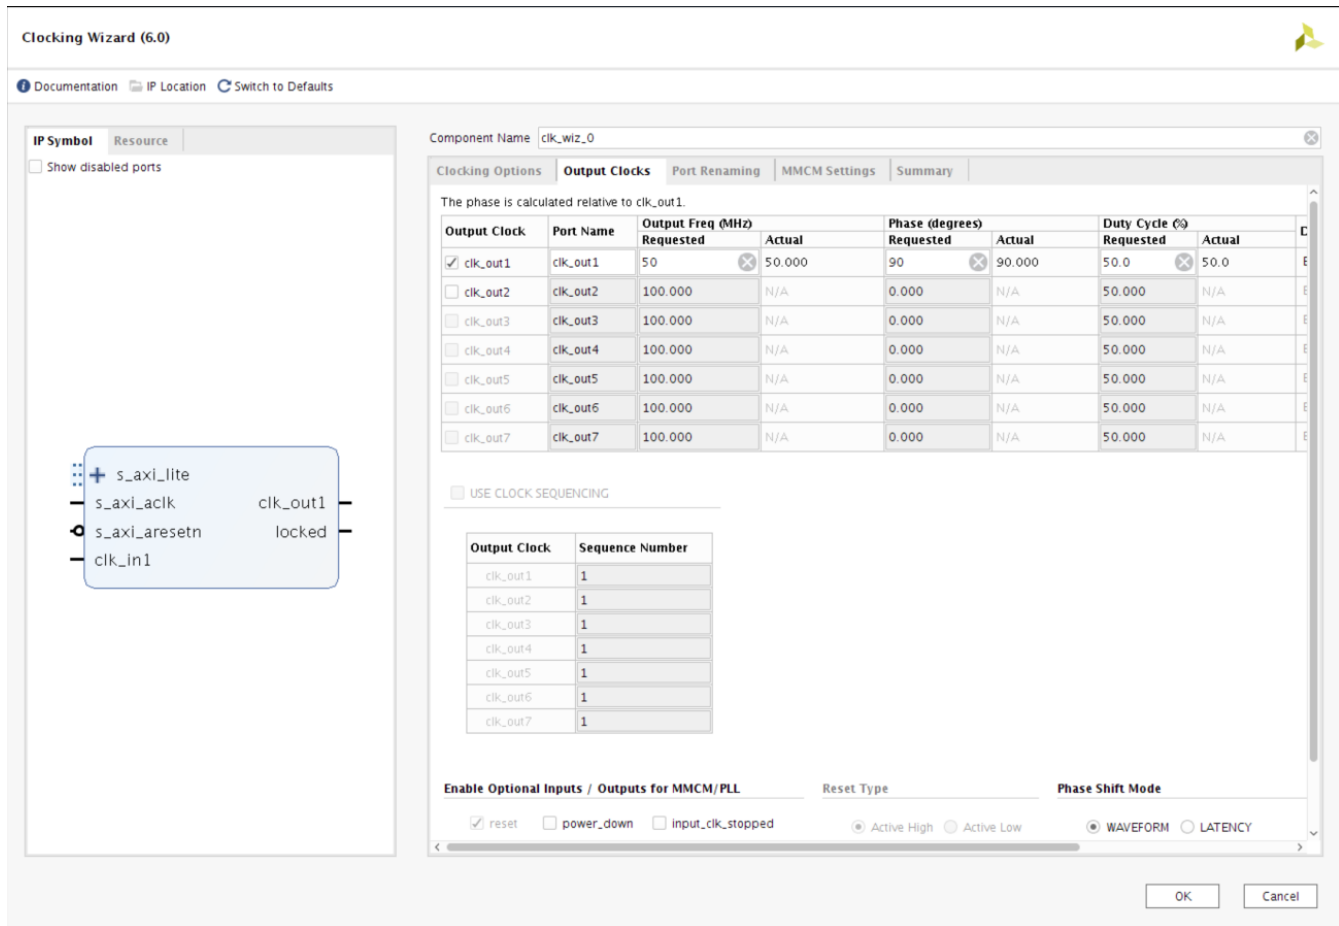 Clocking Wizard (6.0)
Documentation IP Location Switch to Defaults
IP Symbol Resource
Show disabled ports
s_axi_lite
s_axi_aclk clk_out1
s_axi_aresetn locked
clk_in1
Component Name clk_wiz_0
Clocking Options Output Clocks Port Renaming MMCM Settings Summary
The phase is calculated relative to clk_out1.
Output Clock Port Name Output Freq (MHz) Phase (degrees) Duty Cycle (%)
Requested Actual Requested Actual Requested Actual
clk_out1 clk_out1 50 50.000 90 90.000 50.0 50.0
clk_out2 clk_out2 100.000 N/A 0.000 N/A 50.000 N/A
clk_out3 clk_out3 100.000 N/A 0.000 N/A 50.000 N/A
clk_out4 clk_out4 100.000 N/A 0.000 N/A 50.000 N/A
clk_out5 clk_out5 100.000 N/A 0.000 N/A 50.000 N/A
clk_out6 clk_out6 100.000 N/A 0.000 N/A 50.000 N/A
clk_out7 clk_out7 100.000 N/A 0.000 N/A 50.000 N/A
USE CLOCK SEQUENCING
Output Clock Sequence Number
clk_out1 1
clk_out2 1
clk_out3 1
clk_out4 1
clk_out5 1
clk_out6 1
clk_out7 1
Enable Optional Inputs / Outputs for MMCM/PLL Reset Type Phase Shift Mode
reset power_down input_clk_stopped Active High Active Low WAVEFORM LATENCY
OK Cancel